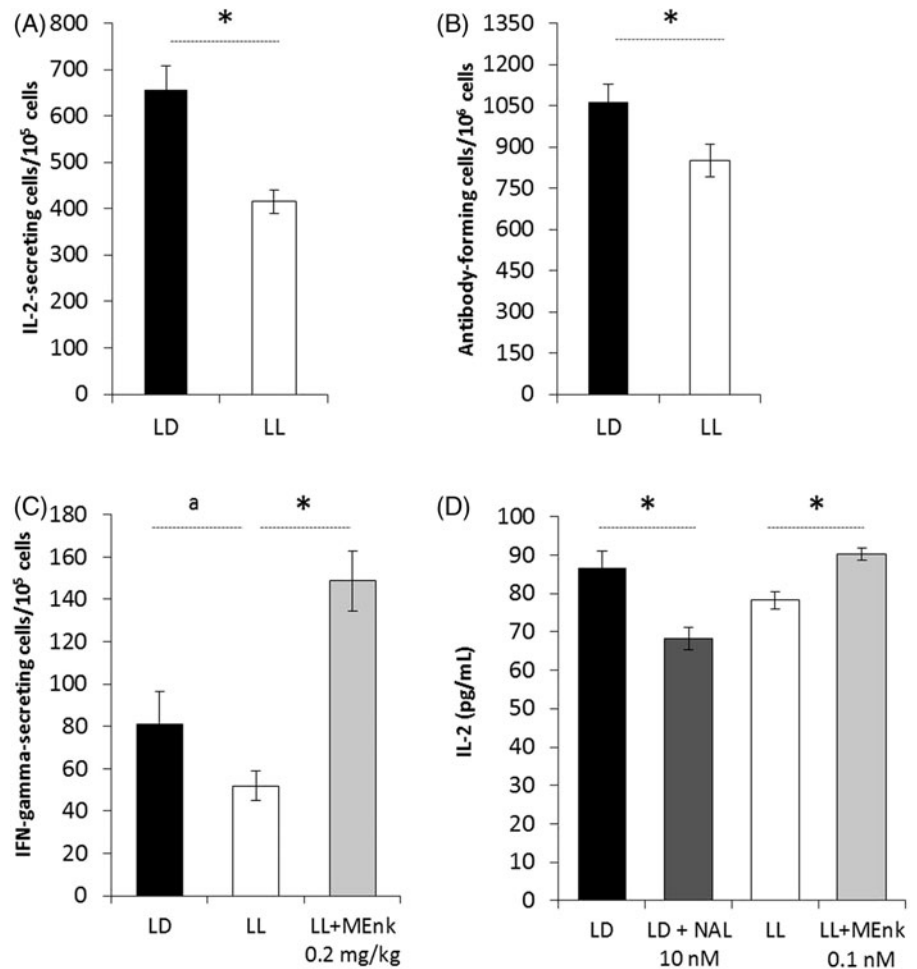 (A)
*
800
700
600
500
400
300
200
100
0
IL-2-secreting cells/10⁵ cells
LD LL
(B)
*
1350
1200
1050
900
750
600
450
300
150
0
Antibody-forming cells/10⁶ cells
LD LL
(C)
a *
180
160
140
120
100
80
60
40
20
0
IFN-gamma-secreting cells/10⁵ cells
LD LL LL+MEnk
0.2 mg/kg
(D)
* *
100
90
80
70
60
50
40
30
20
10
0
IL-2 (pg/mL)
LD LD + NAL LL LL+MEnk
10 nM 0.1 nM